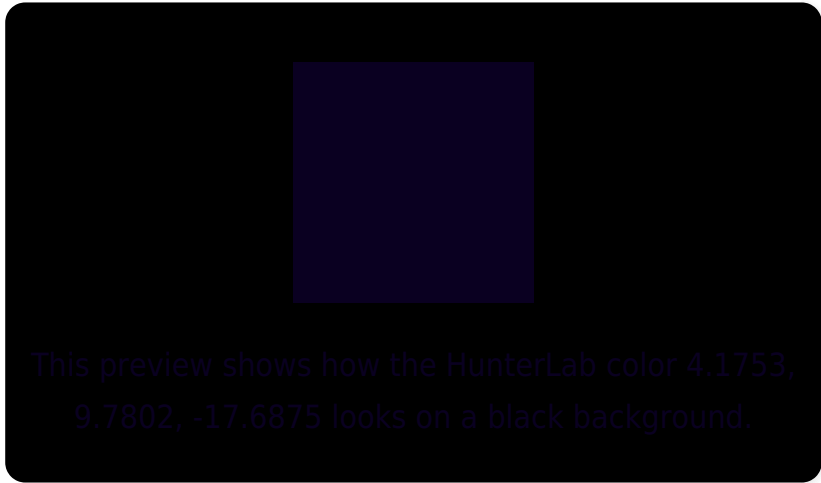 This preview shows how the HunterLab color 4.1753,
9.7802, -17.6875 looks on a black background.